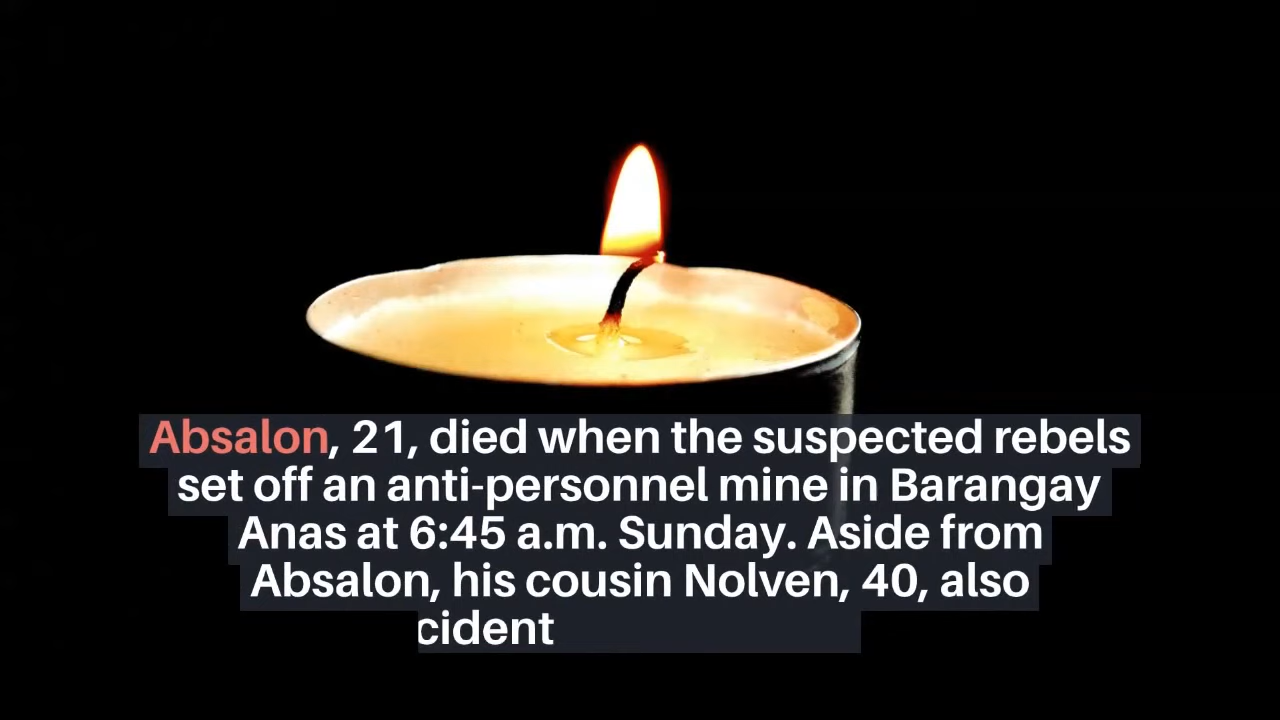 Absalon, 21, died when the suspected rebels
set off an anti-personnel mine in Barangay
Anas at 6:45 a.m. Sunday. Aside from
Absalon, his cousin Nolven, 40, also
cident